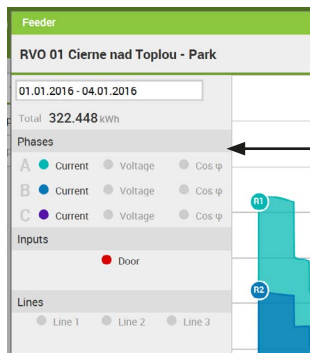 Feeder
RVO 01 Cierne nad Toplou - Park
01.01.2016 - 04.01.2016
Total 322.448 kWh
Phases
A Current Voltage Cos φ
B Current Voltage Cos φ
C Current Voltage Cos φ
R1
Inputs
Door
R2
Lines
Line 1 Line 2 Line 3